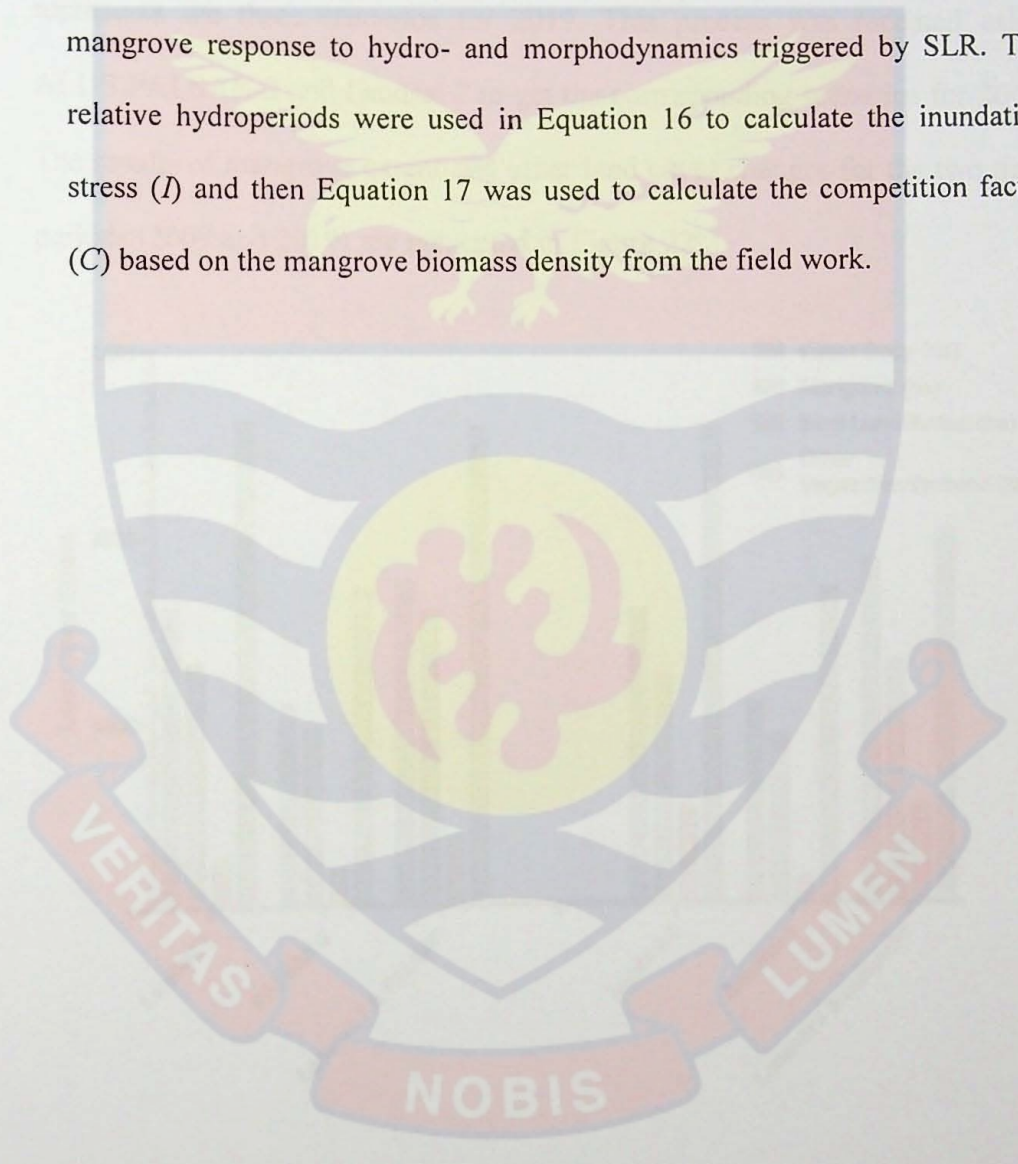 mangrove response to hydro- and morphodynamics triggered by SLR. T
relative hydroperiods were used in Equation 16 to calculate the inundati
stress (I) and then Equation 17 was used to calculate the competition fac
(C) based on the mangrove biomass density from the field work.
VERITAS
NOBIS
LUMEN